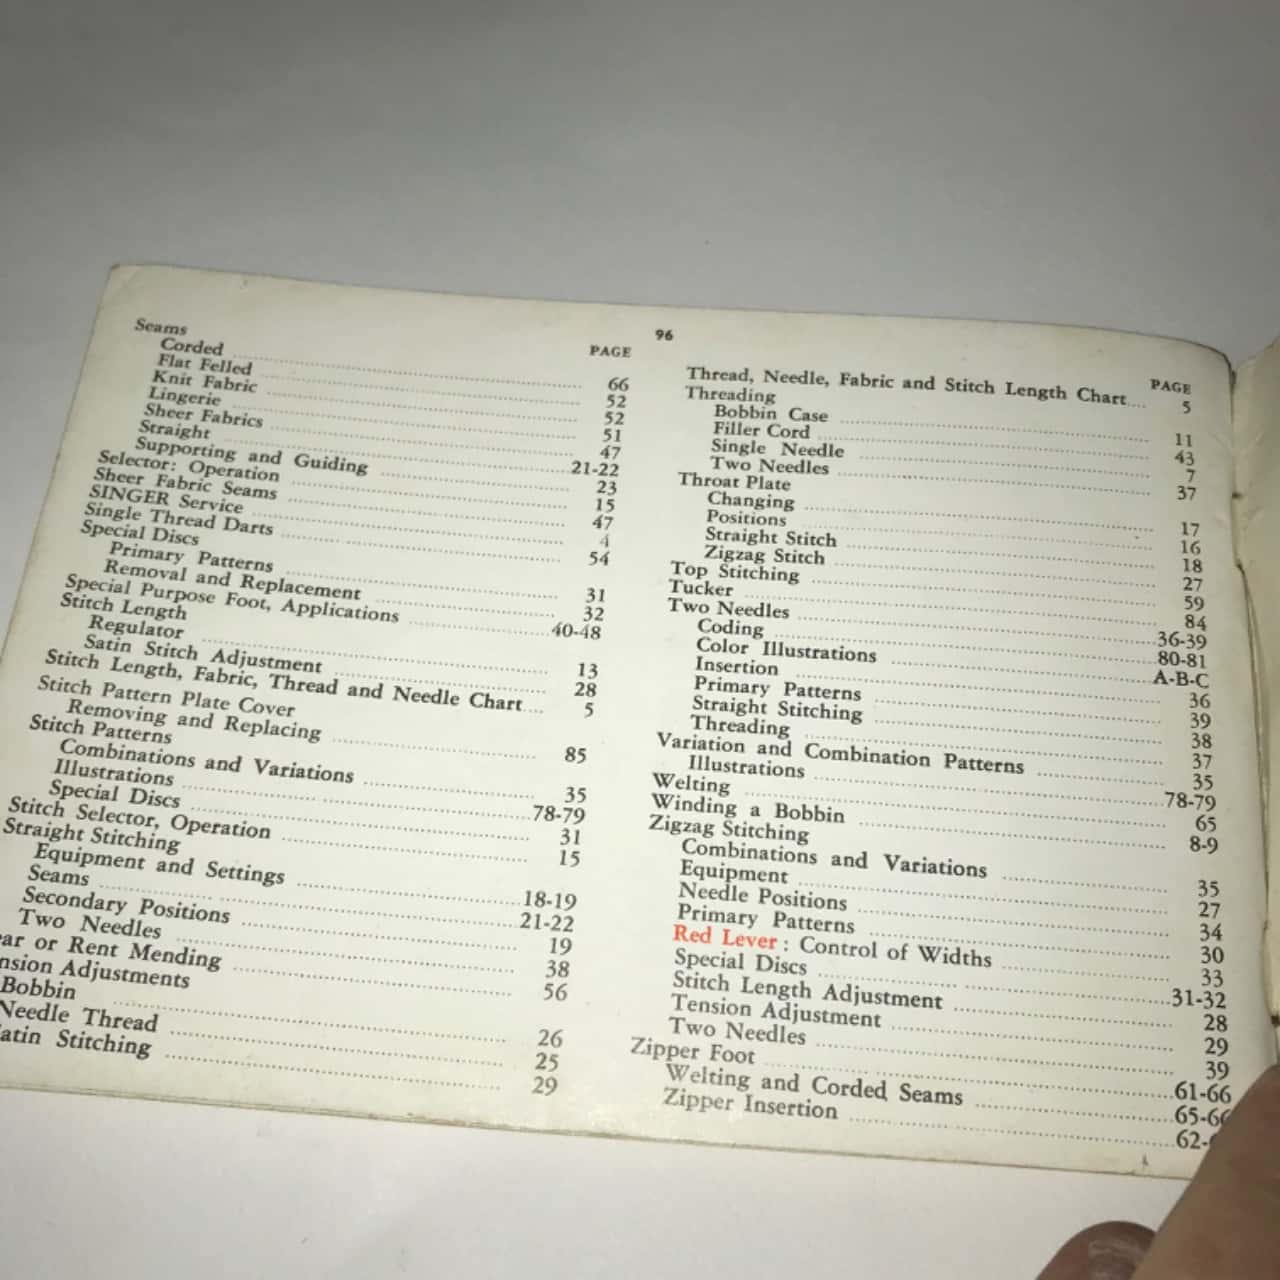 96
PAGE
Seams
Corded 66
Flat Felled 52
Knit Fabric 52
Lingerie 51
Sheer Fabrics 47
Straight 21-22
Supporting and Guiding 23
Selector: Operation 15
Sheer Fabric Seams 47
SINGER Service 4
Single Thread Darts 54
Special Discs
Primary Patterns 31
Removal and Replacement 32
Special Purpose Foot, Applications 40-48
Stitch Length
Regulator 13
Satin Stitch Adjustment 28
Stitch Length, Fabric, Thread and Needle Chart 5
Stitch Pattern Plate Cover
Removing and Replacing 85
Stitch Patterns
Combinations and Variations 35
Illustrations 78-79
Special Discs 31
Stitch Selector, Operation 15
Straight Stitching
Equipment and Settings 18-19
Seams 21-22
Secondary Positions 19
Two Needles 38
ear or Rent Mending 56
nsion Adjustments
Bobbin 26
Needle Thread 25
atin Stitching 29
PAGE
Thread, Needle, Fabric and Stitch Length Chart 5
Threading
Bobbin Case 11
Filler Cord 43
Single Needle 7
Two Needles 37
Throat Plate
Changing 17
Positions 16
Straight Stitch 18
Zigzag Stitch 27
Top Stitching 59
Tucker 84
Two Needles 36-39
Coding 80-81
Color Illustrations A-B-C
Insertion 36
Primary Patterns 39
Straight Stitching 38
Threading 37
Variation and Combination Patterns 35
Illustrations 78-79
Welting 65
Winding a Bobbin 8-9
Zigzag Stitching
Combinations and Variations 35
Equipment 27
Needle Positions 34
Primary Patterns 30
Red Lever: Control of Widths 33
Special Discs 31-32
Stitch Length Adjustment 28
Tension Adjustment 29
Two Needles 39
Zipper Foot 61-66
Welting and Corded Seams 65-66
Zipper Insertion 62-